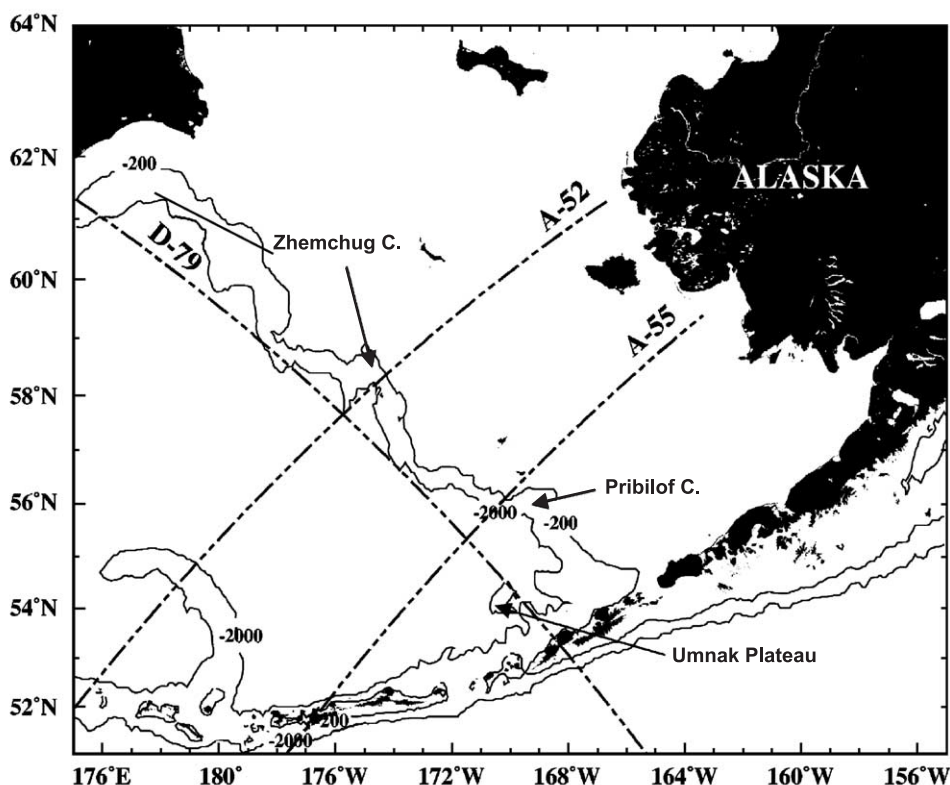 64˚N
62˚N
60˚N
58˚N
56˚N
54˚N
52˚N
-200
ALASKA
A-52
Zhemchug C.
D-79
A-55
Pribilof C.
-2000
-200
-2000
Umnak Plateau
-200
-2000
176˚E 180˚ 176˚W 172˚W 168˚W 164˚W 160˚W 156˚W